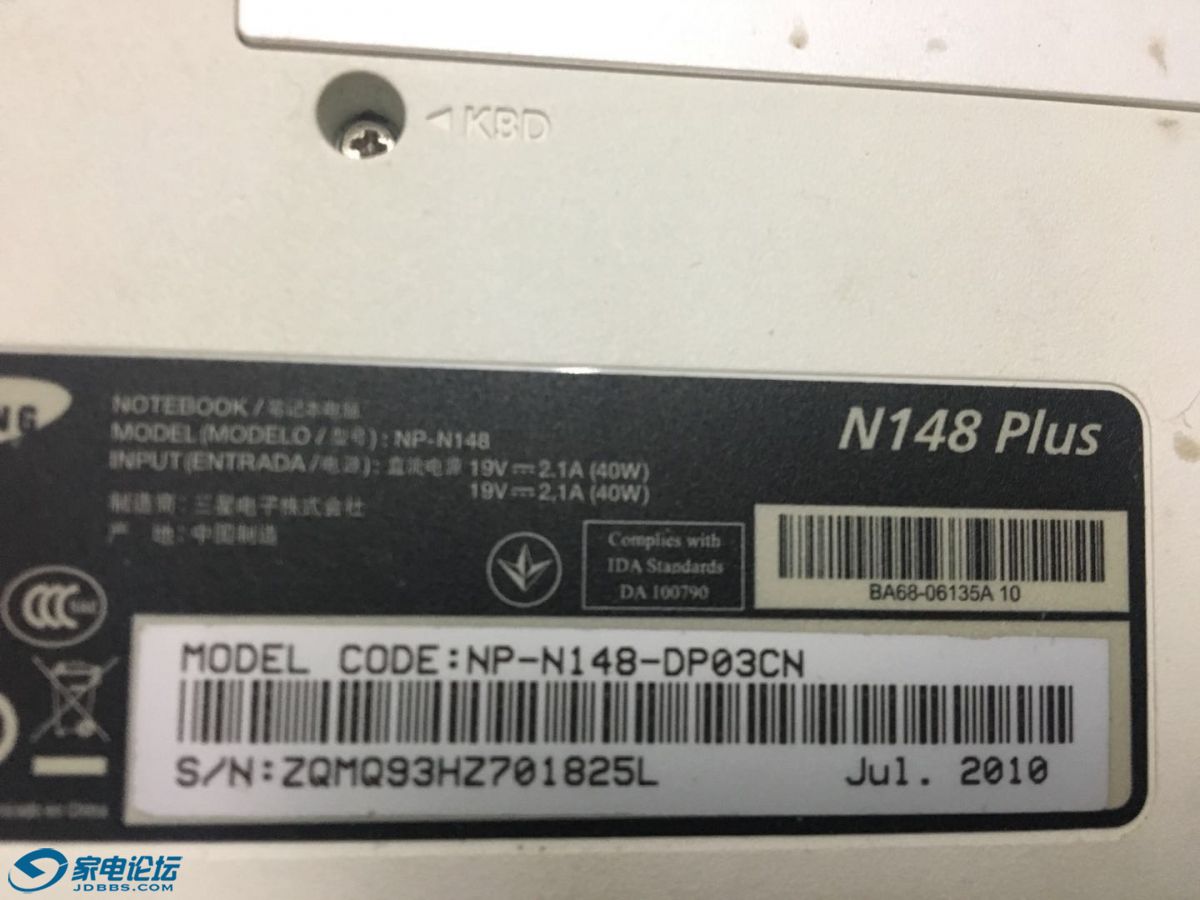 KBD
NG
NOTEBOOK / 笔记本电脑
MODEL (MODELO / 型号) : NP-N148
INPUT (ENTRADA / 电源) : 直流电源 19V⎓2.1A (40W)
19V⎓2.1A (40W)
制造商: 三星电子株式会社
产 地: 中国制造
N148 Plus
Complies with
IDA Standards
DA 100790
BA68-06135A 10
CCC
MODEL CODE:NP-N148-DP03CN
S/N:ZQMQ93HZ701825L
Jul. 2010
家电论坛
JDBBS.COM